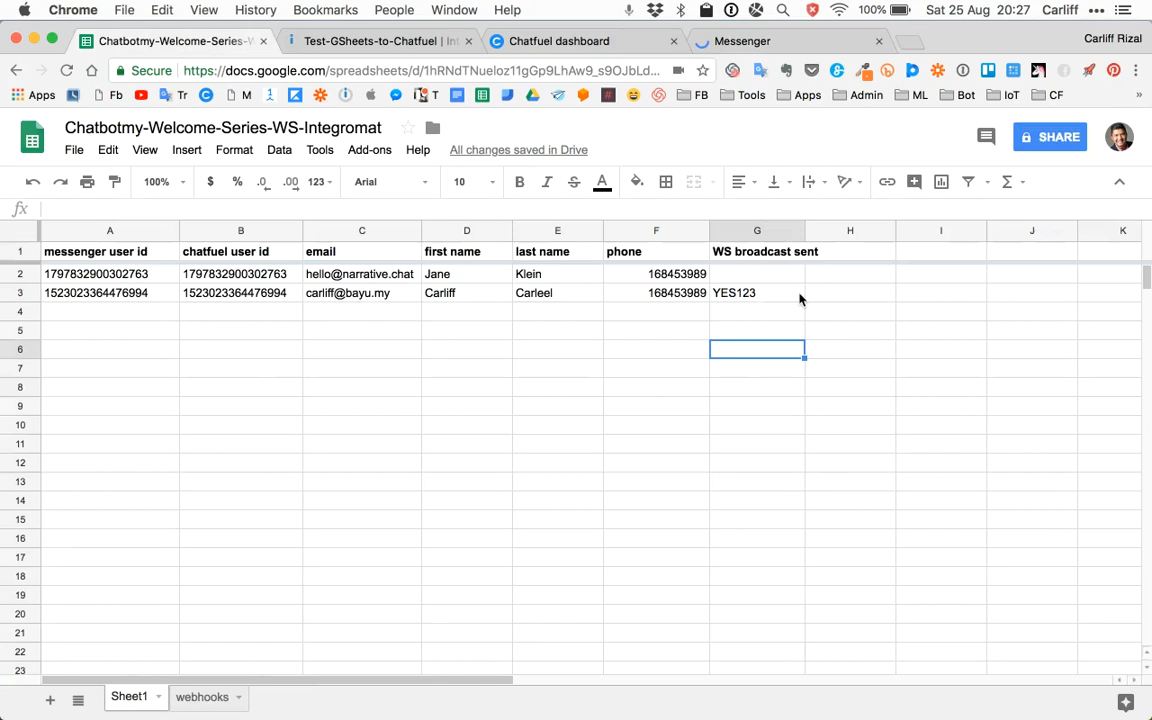 Chrome File Edit View History Bookmarks People Window Help 100% Sat 25 Aug 20:27 Carliff
Chatbotmy-Welcome-Series-W Test-GSheets-to-Chatfuel | Int Chatfuel dashboard Messenger Carliff Rizal
Secure https://docs.google.com/spreadsheets/d/1hRNdTNueloz11gGp9LhAw9_s9OJbLd...
Apps Fb Tr M T FB Tools Apps Admin ML Bot IoT CF »
Chatbotmy-Welcome-Series-WS-Integromat SHARE
File Edit View Insert Format Data Tools Add-ons Help All changes saved in Drive
100% $ % .0 .00 123 Arial 10 B I S A
fx
A B C D E F G H I J K
1 messenger user id chatfuel user id email first name last name phone WS broadcast sent
2 1797832900302763 1797832900302763 hello@narrative.chat Jane Klein 168453989
3 1523023364476994 1523023364476994 carliff@bayu.my Carliff Carleel 168453989 YES123
4
5
6
7
8
9
10
11
12
13
14
15
16
17
18
19
20
21
22
23
Sheet1 webhooks